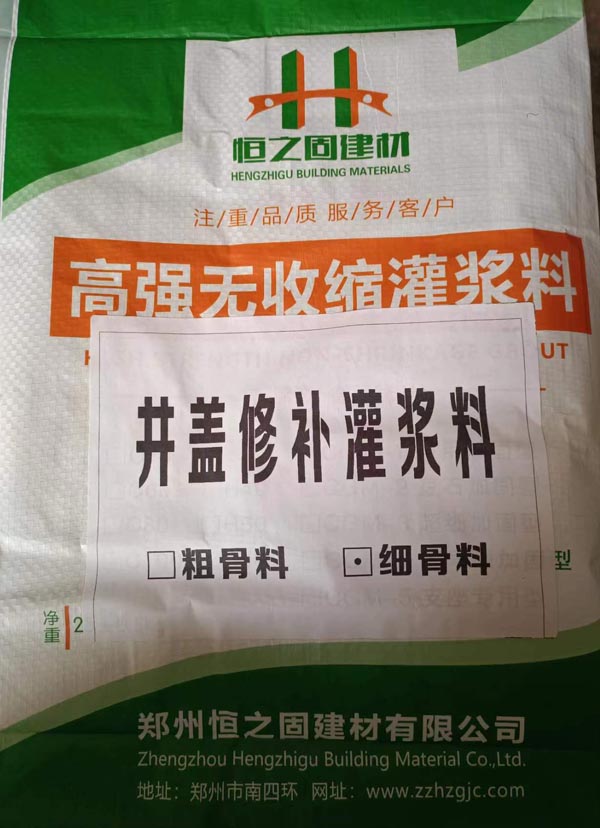 恒之固建材
HENGZHIGU BUILDING MATERIALS
注/重/品/质 服/务/客/户
高强无收缩灌浆料
井盖修补灌浆料
□粗骨料 ⊡细骨料
型
净重 2
郑州恒之固建材有限公司
Zhengzhou Hengzhigu Building Material Co.,Ltd.
地址：郑州市南四环 网址：www.zzhzgjc.com